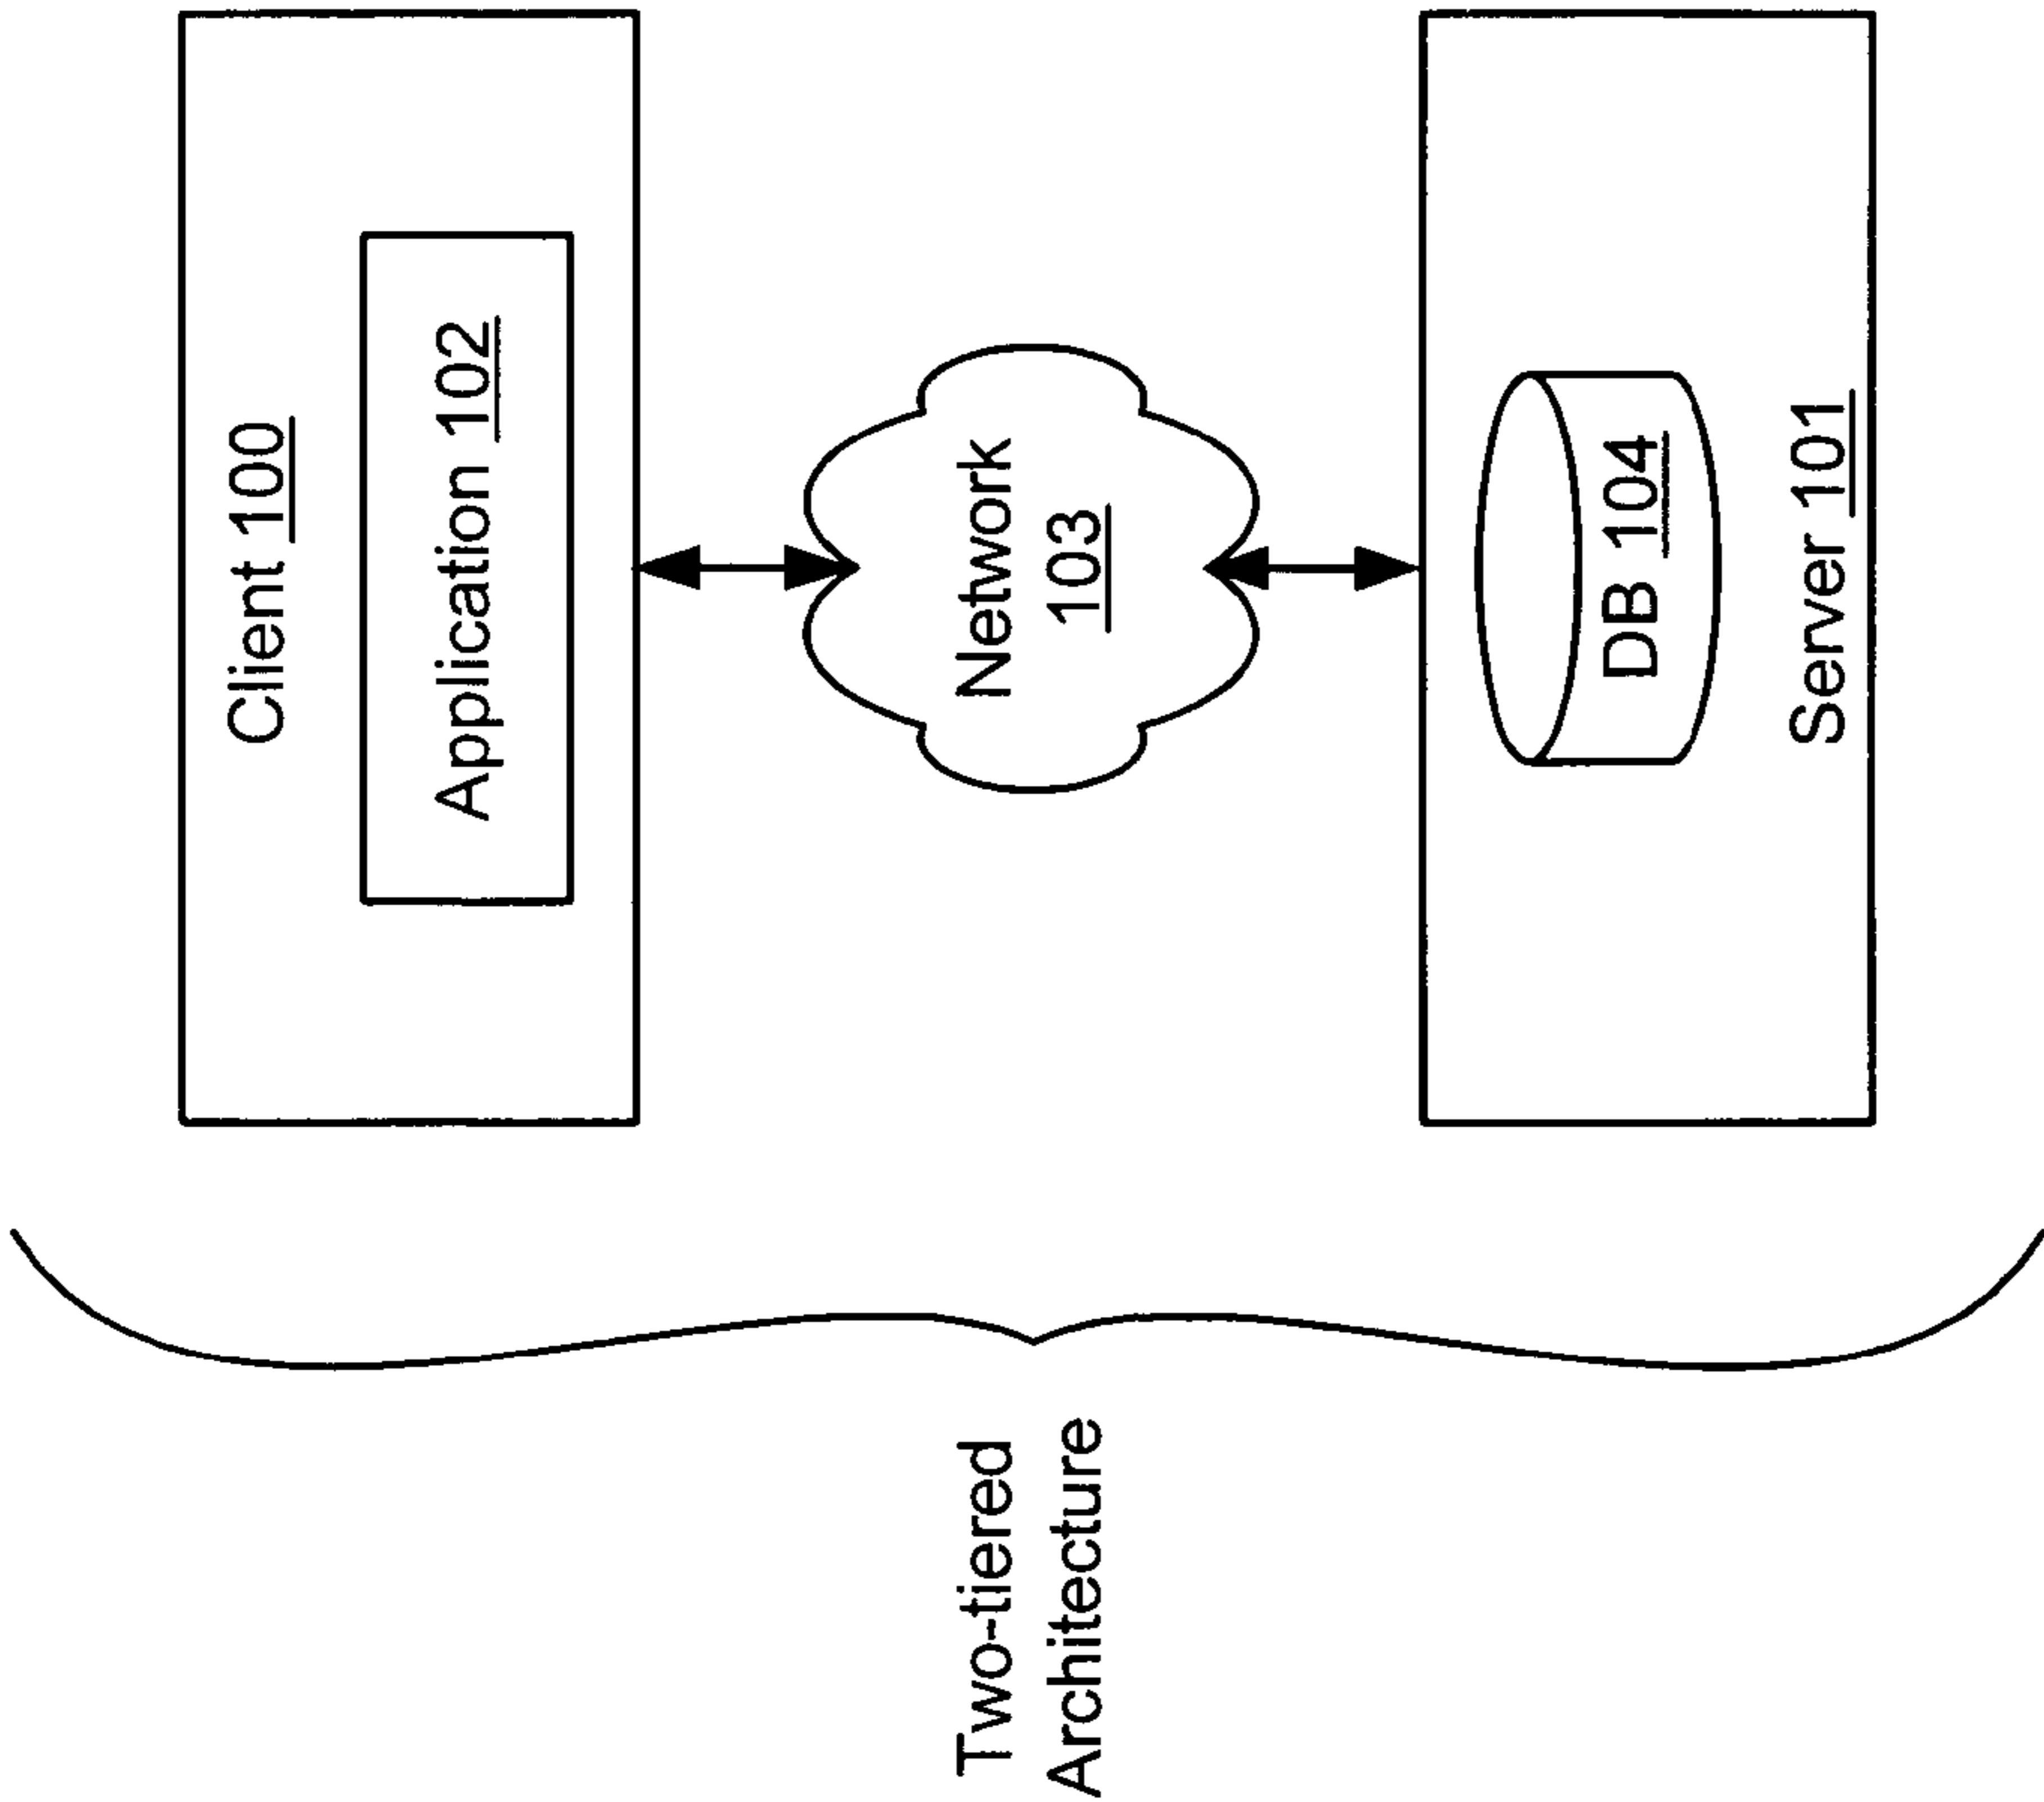 Client 100
Application 102
Network
103
DB 104
Server 101
Two-tiered
Architecture